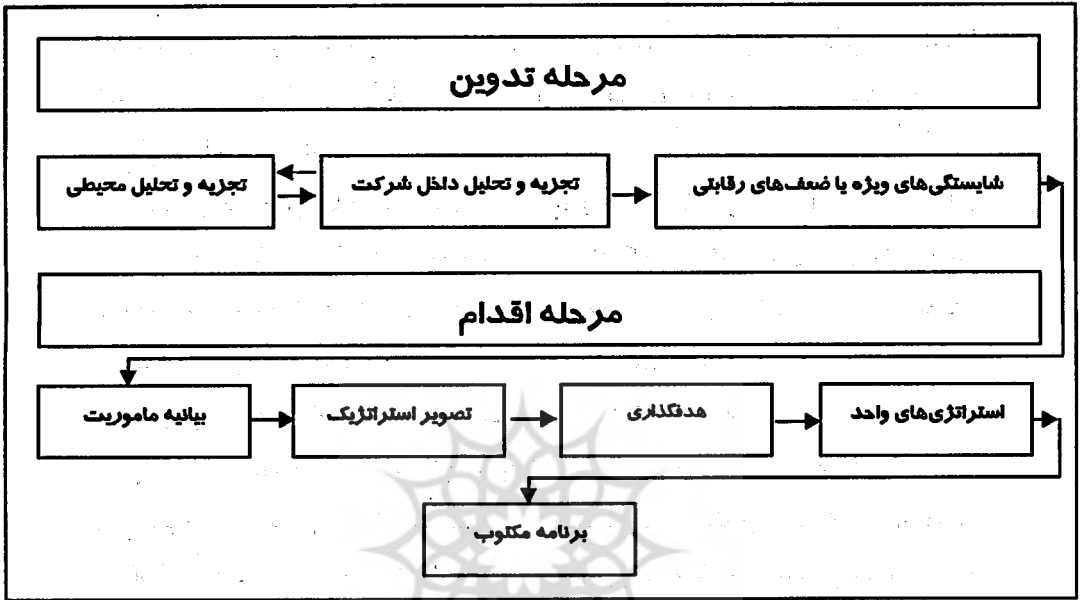 مرحله تدوین
تجزیه و تحلیل محیطی
تجزیه و تحلیل داخل شرکت
شایستگی‌های ویژه یا ضعف‌های رقابتی
مرحله اقدام
بیانیه ماموریت
تصویر استراتژیک
هدفگذاری
استراتژی‌های واحد
برنامه مکتوب